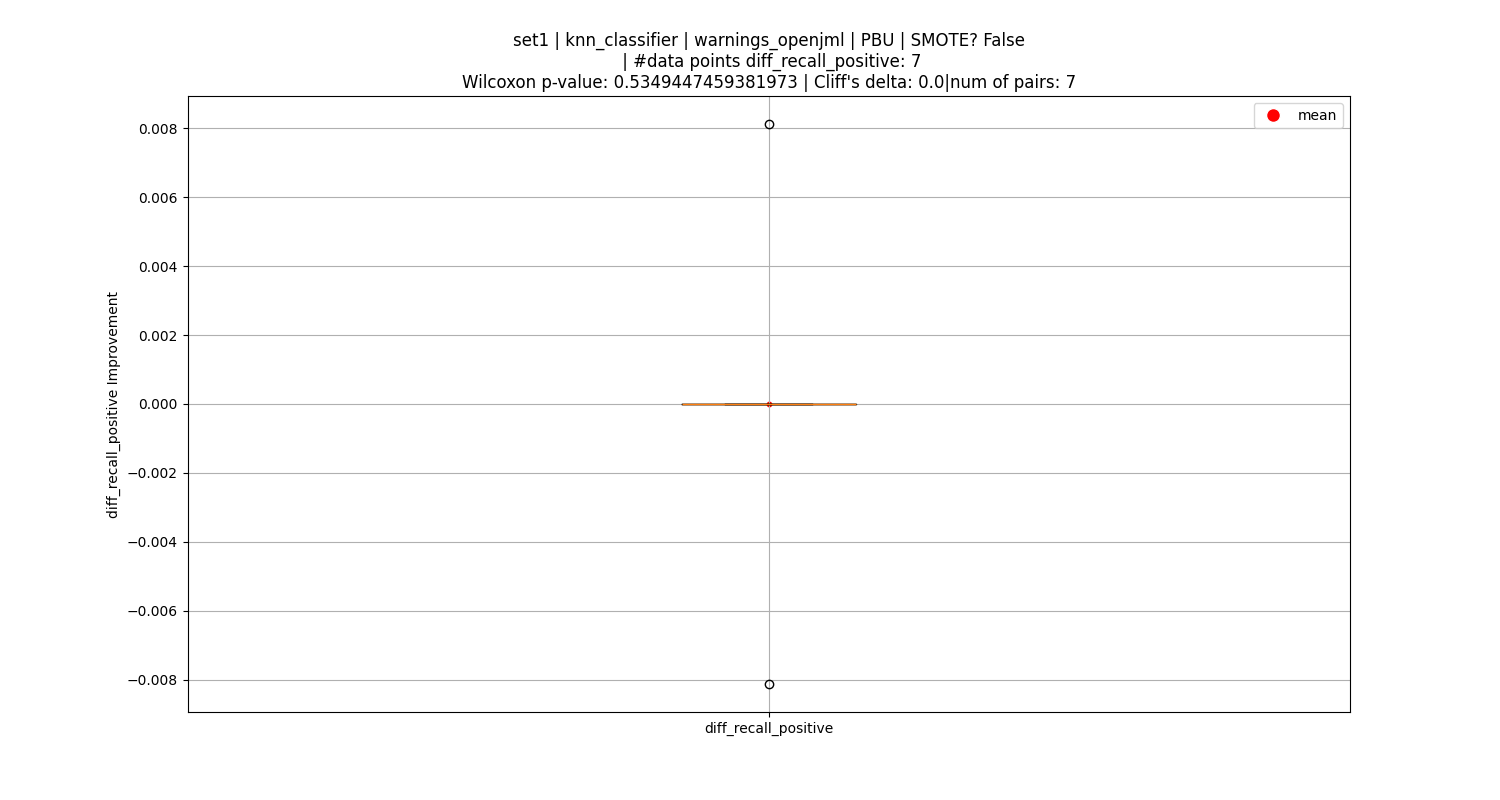 set1 | knn_classifier | warnings_openjml | PBU | SMOTE? False
| #data points diff_recall_positive: 7
Wilcoxon p-value: 0.5349447459381973 | Cliff's delta: 0.0|num of pairs: 7
mean
0.008
0.006
0.004
0.002
0.000
−0.002
−0.004
−0.006
−0.008
diff_recall_positive Improvement
diff_recall_positive